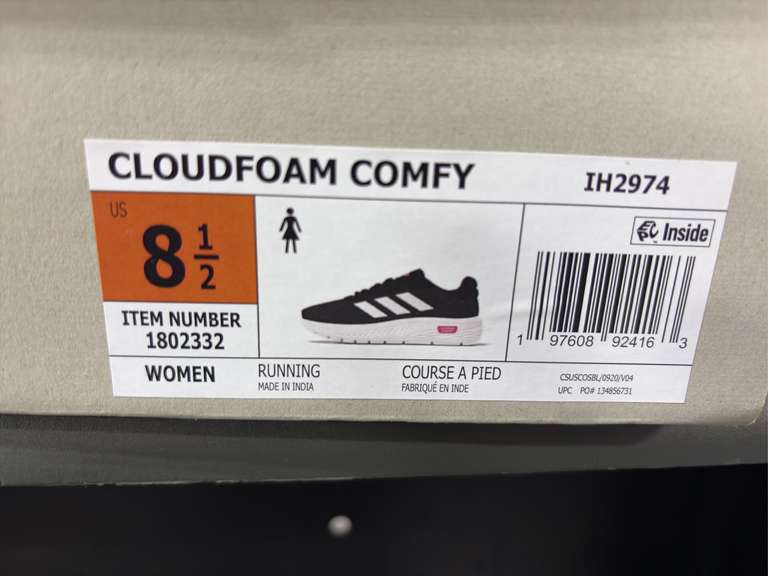 CLOUDFOAM COMFY
IH2974
US
8 1/2
EPC Inside
ITEM NUMBER
1802332
1 97608 92416 3
WOMEN
RUNNING
MADE IN INDIA
COURSE A PIED
FABRIQUÉ EN INDE
CSUSCOSBL/0920/V04
UPC PO# 134856731